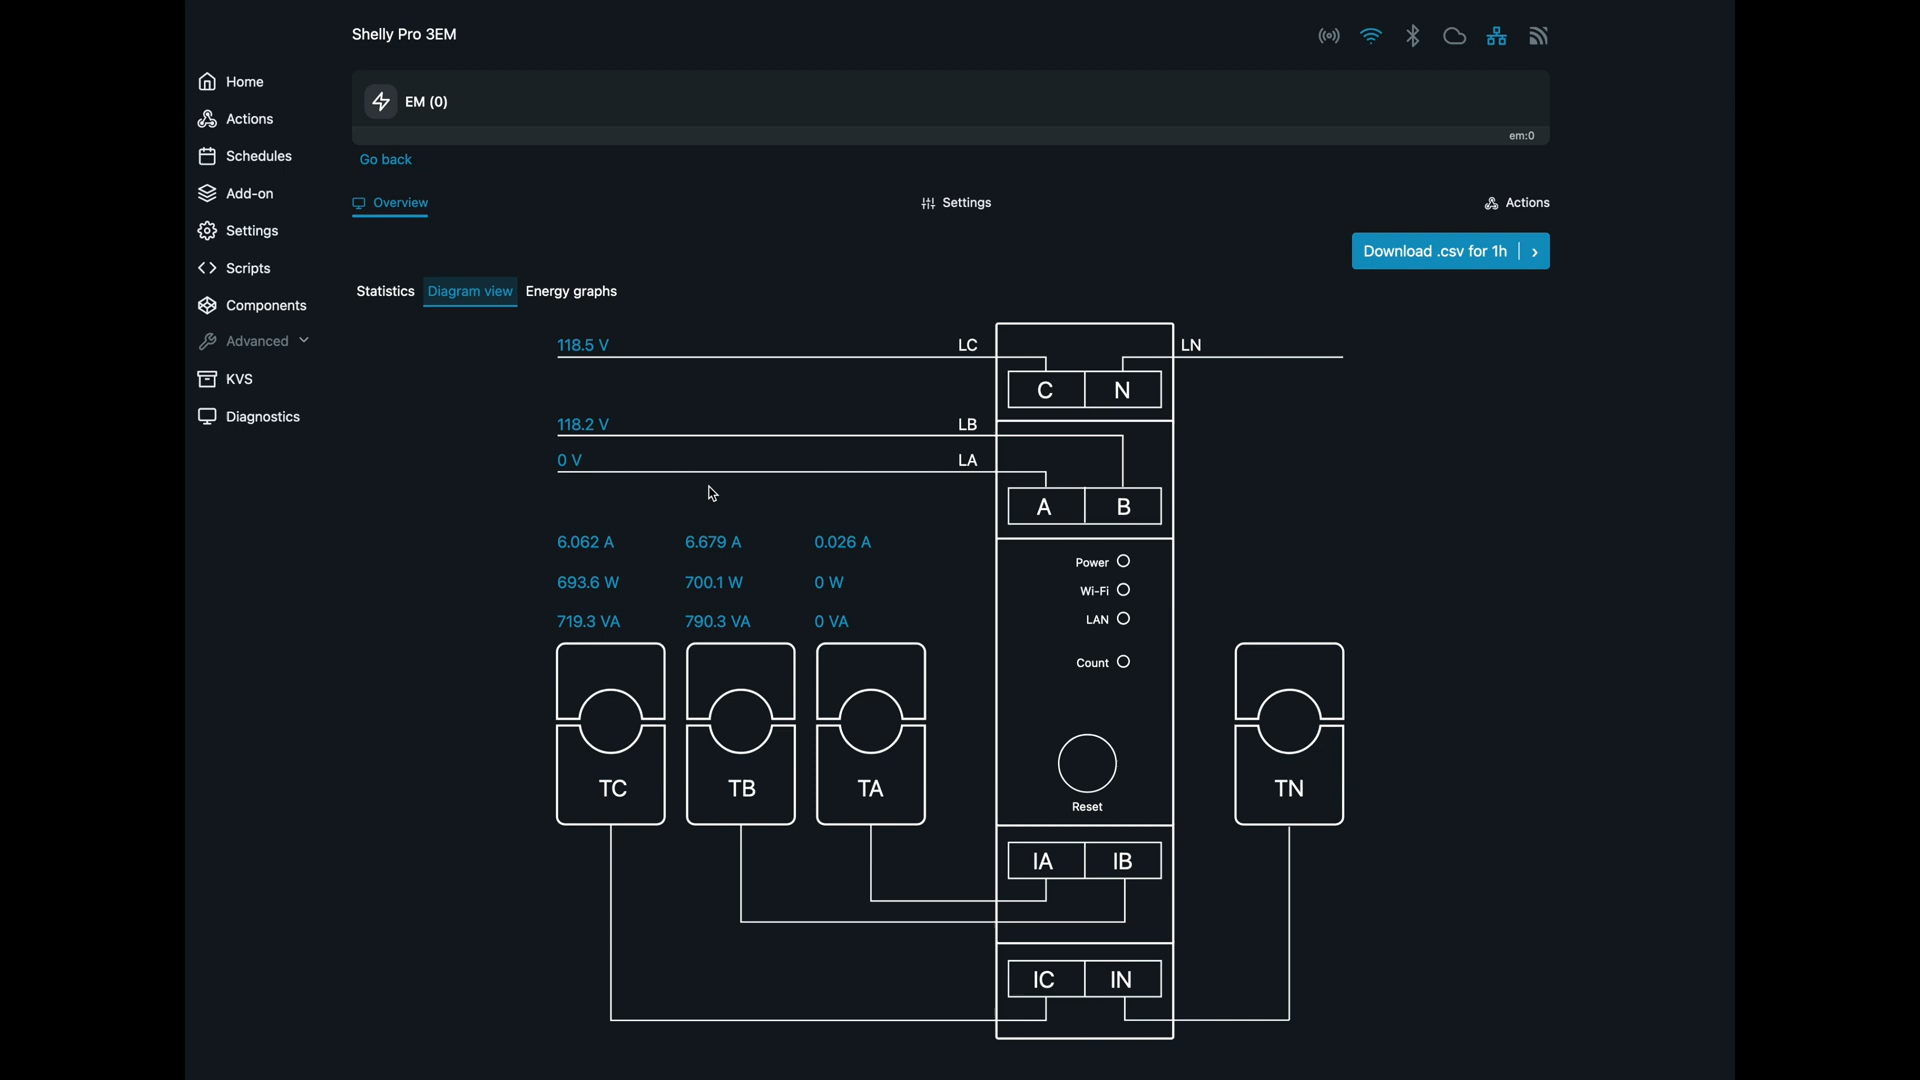 Shelly Pro 3EM
Home
Actions
Schedules
Add-on
Settings
Scripts
Components
Advanced
KVS
Diagnostics
EM (0)
em:0
Go back
Overview
Settings
Actions
Download .csv for 1h
Statistics
Diagram view
Energy graphs
118.5 V
LC
LN
C
N
118.2 V
LB
0 V
LA
A
B
6.062 A
6.679 A
0.026 A
693.6 W
700.1 W
0 W
719.3 VA
790.3 VA
0 VA
Power
Wi-Fi
LAN
Count
TC
TB
TA
TN
Reset
IA
IB
IC
IN